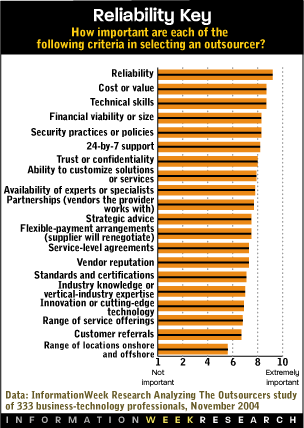 Reliability Key
How important are each of the
following criteria in selecting an outsourcer?
Reliability
Cost or value
Technical skills
Financial viability or size
Security practices or policies
24-by-7 support
Trust or confidentiality
Ability to customize solutions
or services
Availability of experts or specialists
Partnerships (vendors the provider
works with)
Strategic advice
Flexible-payment arrangements
(supplier will renegotiate)
Service-level agreements
Vendor reputation
Standards and certifications
Industry knowledge or
vertical-industry expertise
Innovation or cutting-edge
technology
Range of service offerings
Customer referrals
Range of locations onshore
and offshore
1 2 4 6 8 10
Not
important
Extremely
important
Data: InformationWeek Research Analyzing The Outsourcers study
of 333 business-technology professionals, November 2004
INFORMATIONWEEKRESEARCH